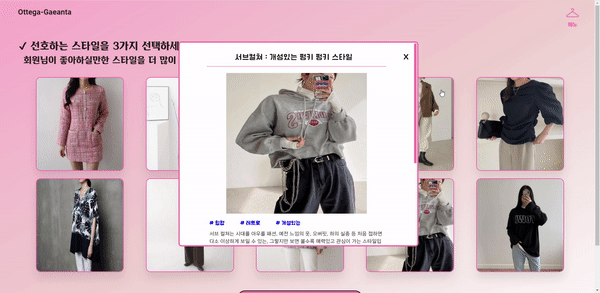 Ottega-Gaeanta
메뉴
✓ 선호하는 스타일을 3가지 선택하세
회원님이 좋아하실만한 스타일을 더 많이
서브컬쳐 : 개성있는 펑키 펑키 스타일
X
# 힙합 # 레트로 # 개성있는
서브 컬쳐는 시대를 아우를 패션, 예전 느낌의 옷, 오버핏, 하의 실종 등 처음 접하면
다소 이상하게 보일 수 있는, 그렇지만 보면 볼수록 매력있고 관심이 가는 스타일입